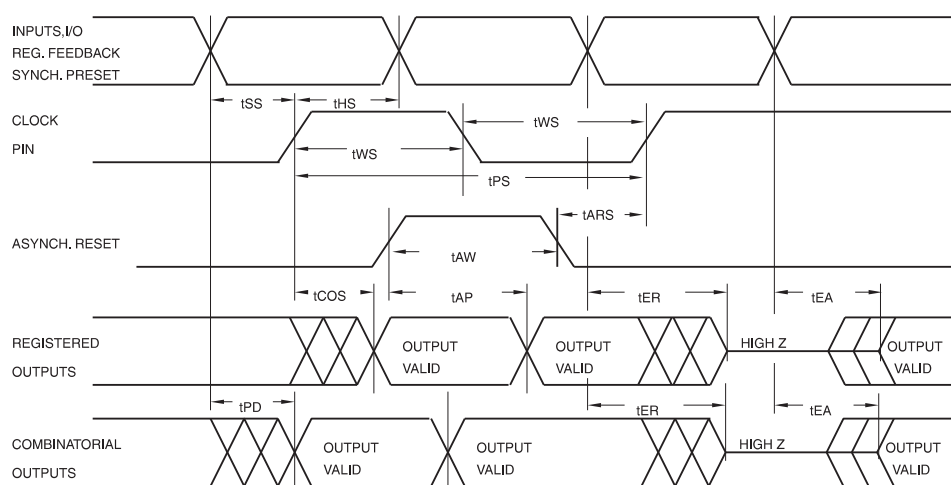 INPUTS,I/O
REG. FEEDBACK
SYNCH. PRESET
tSS
tHS
CLOCK
PIN
tWS
tWS
tPS
tARS
ASYNCH. RESET
tAW
tCOS
tAP
tER
tEA
REGISTERED
OUTPUTS
OUTPUT
VALID
OUTPUT
VALID
HIGH Z
OUTPUT
VALID
tPD
tER
tEA
COMBINATORIAL
OUTPUTS
OUTPUT
VALID
OUTPUT
VALID
HIGH Z
OUTPUT
VALID